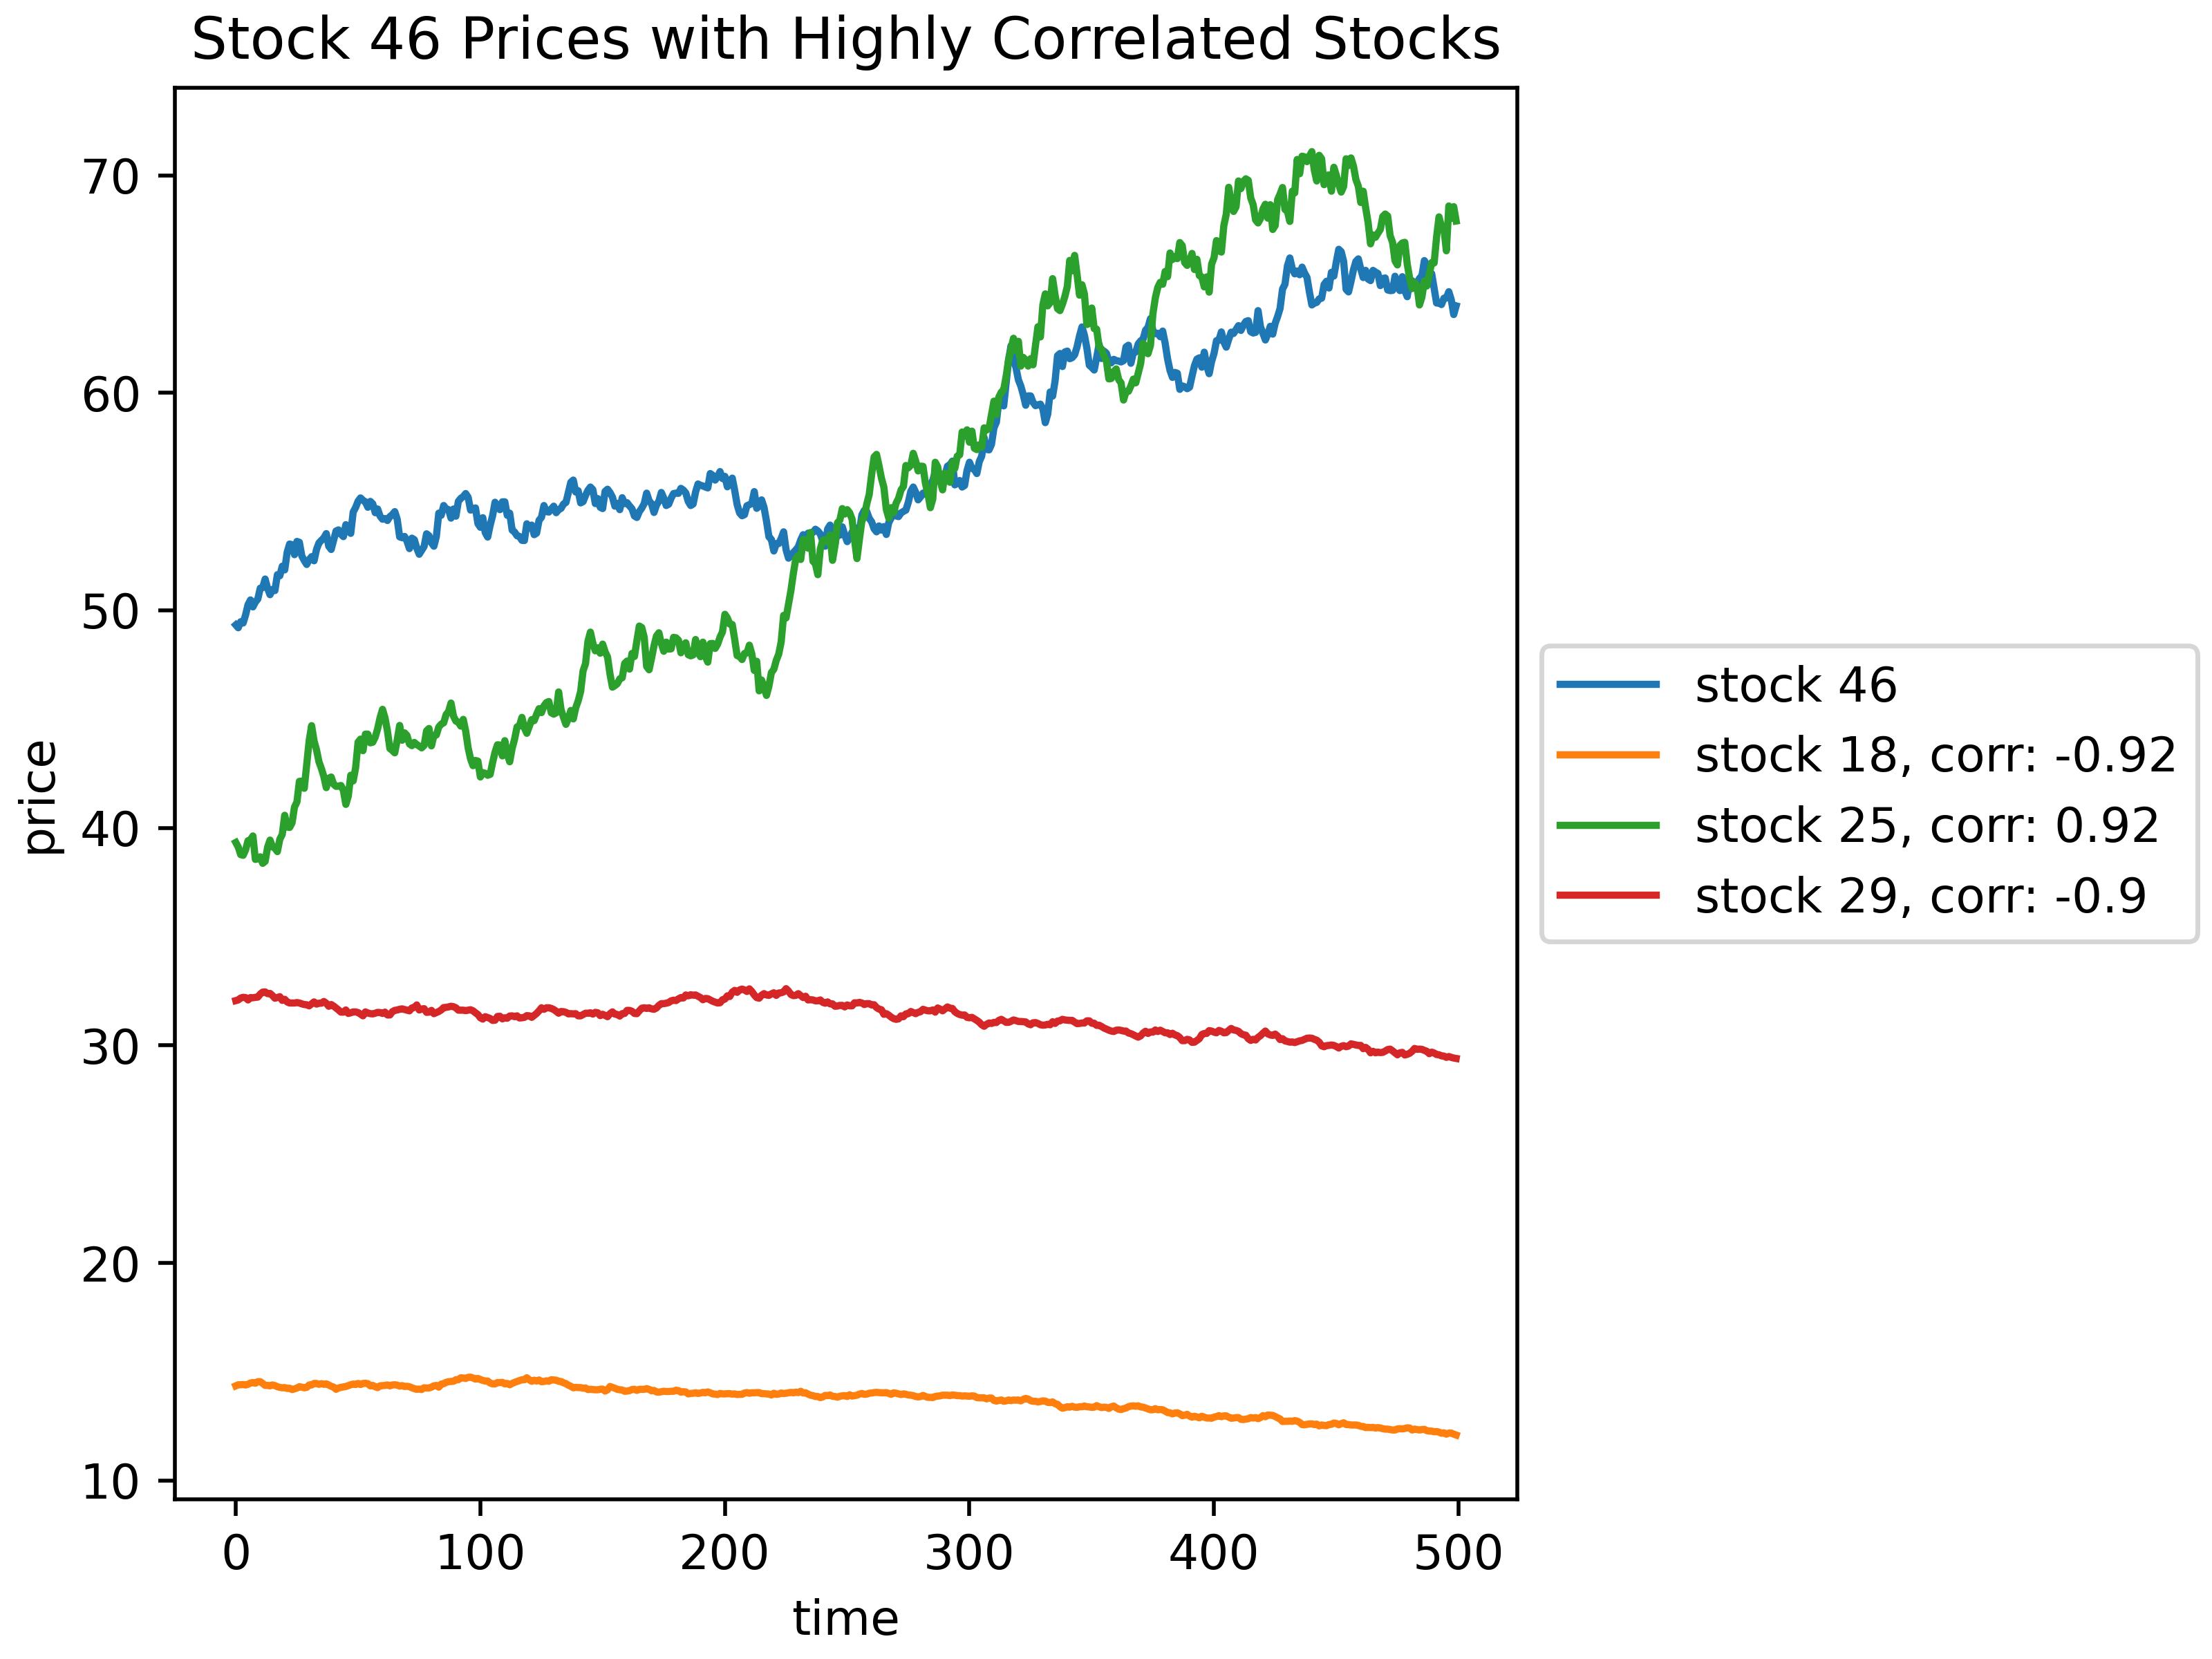 Stock 46 Prices with Highly Correlated Stocks
70
60
50
40
30
20
10
price
0 100 200 300 400 500
time
stock 46
stock 18, corr: -0.92
stock 25, corr: 0.92
stock 29, corr: -0.9